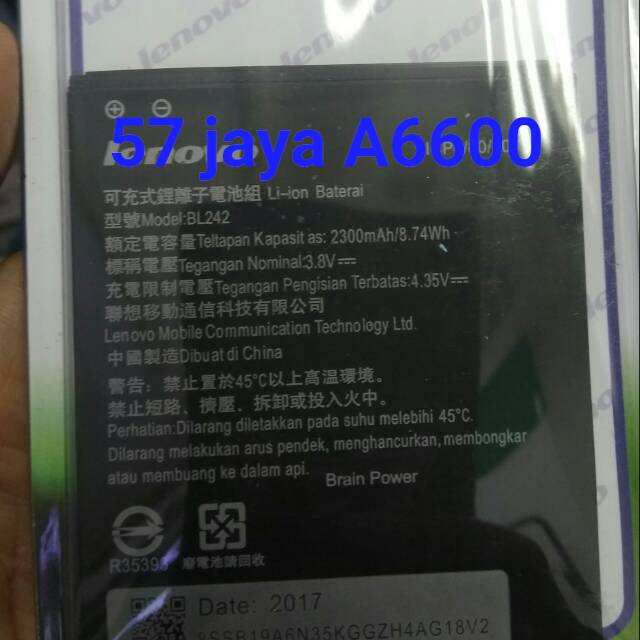 lenovo
57 jaya A6600
lenovo
可充式鋰離子電池組 Li-ion Baterai
型號Model:BL242
額定電容量Teltapan Kapasit as: 2300mAh/8.74Wh
標稱電壓Tegangan Nominal:3.8V
充電限制電壓Tegangan Pengisian Terbatas:4.35V
聯想移動通信科技有限公司
Lenovo Mobile Communication Technology Ltd.
中國製造Dibuat di China
警告：禁止置於45°C以上高溫環境。
禁止短路、擠壓、拆卸或投入火中。
Perhatian:Dilarang diletakkan pada suhu melebihi 45°C.
Dilarang melakukan arus pendek, menghancurkan, membongkar
atau membuang ke dalam api.
Brain Power
R35393
廢電池請回收
Date: 2017
8SSB19A6N35KGGZH4AG18V2